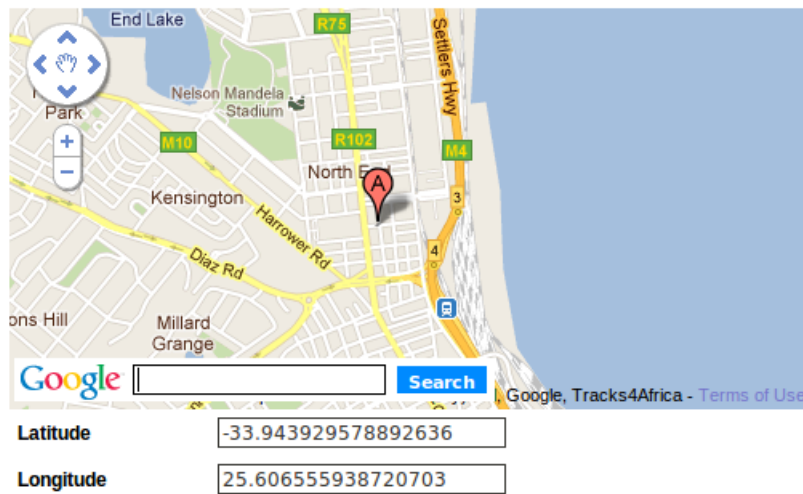 End Lake
R75
Settlers Hwy
Nelson Mandela
Stadium
Park
M10
R102
M4
North End
A
Kensington
3
Harrower Rd
Diaz Rd
4
ons Hill
Millard
Grange
Google
Search
, Google, Tracks4Africa - Terms of Use
Latitude
-33.943929578892636
Longitude
25.606555938720703